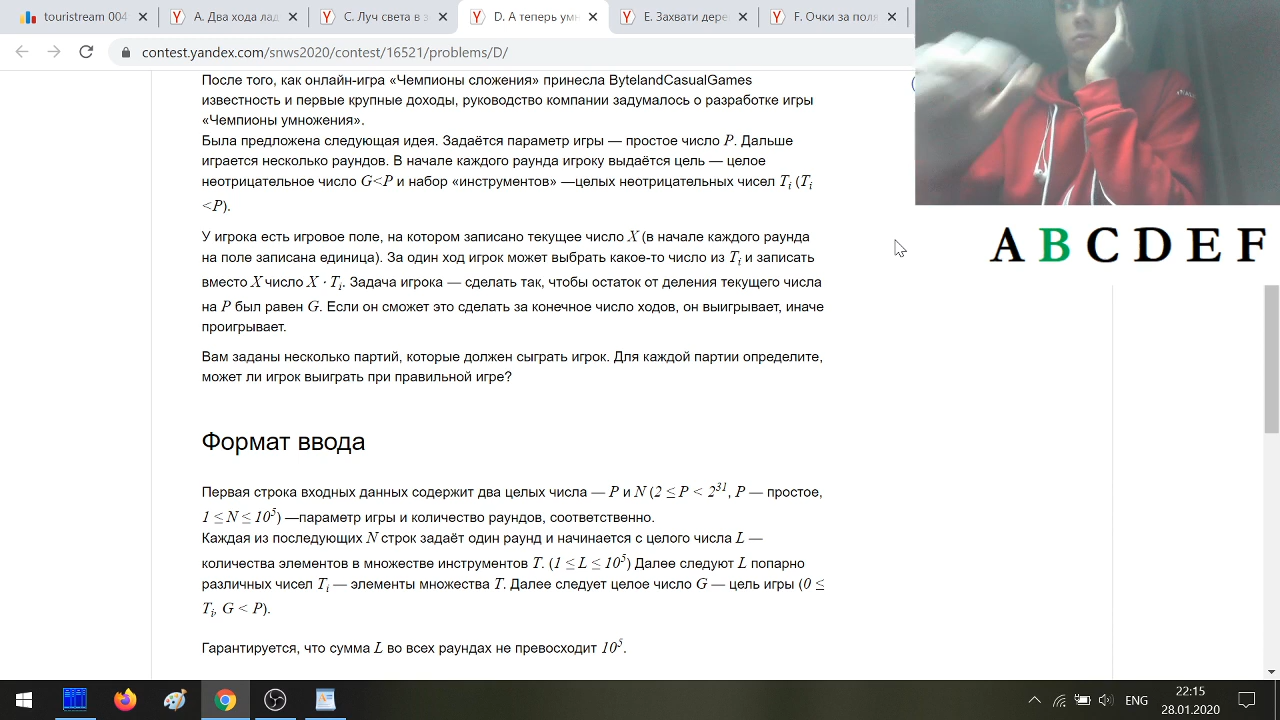 touristream 004
А. Два хода лад
С. Луч света в з
D. А теперь умн
E. Захвати дере
F. Очки за поля
contest.yandex.com/snws2020/contest/16521/problems/D/
После того, как онлайн-игра «Чемпионы сложения» принесла BytelandCasualGames
известность и первые крупные доходы, руководство компании задумалось о разработке игры
«Чемпионы умножения».
Была предложена следующая идея. Задаётся параметр игры — простое число P. Дальше
играется несколько раундов. В начале каждого раунда игроку выдаётся цель — целое
неотрицательное число G<P и набор «инструментов» —целых неотрицательных чисел Ti (Ti
<P).
У игрока есть игровое поле, на котором записано текущее число X (в начале каждого раунда
на поле записана единица). За один ход игрок может выбрать какое-то число из Ti и записать
вместо X число X · Ti. Задача игрока — сделать так, чтобы остаток от деления текущего числа
на P был равен G. Если он сможет это сделать за конечное число ходов, он выигрывает, иначе
проигрывает.
Вам заданы несколько партий, которые должен сыграть игрок. Для каждой партии определите,
может ли игрок выиграть при правильной игре?
A B C D E F
Формат ввода
Первая строка входных данных содержит два целых числа — P и N (2 ≤ P < 2^31, P — простое,
1 ≤ N ≤ 10^5) —параметр игры и количество раундов, соответственно.
Каждая из последующих N строк задаёт один раунд и начинается с целого числа L —
количества элементов в множестве инструментов T. (1 ≤ L ≤ 10^5) Далее следуют L попарно
различных чисел Ti — элементы множества T. Далее следует целое число G — цель игры (0 ≤
Ti, G < P).
Гарантируется, что сумма L во всех раундах не превосходит 10^5.
ENG
22:15
28.01.2020